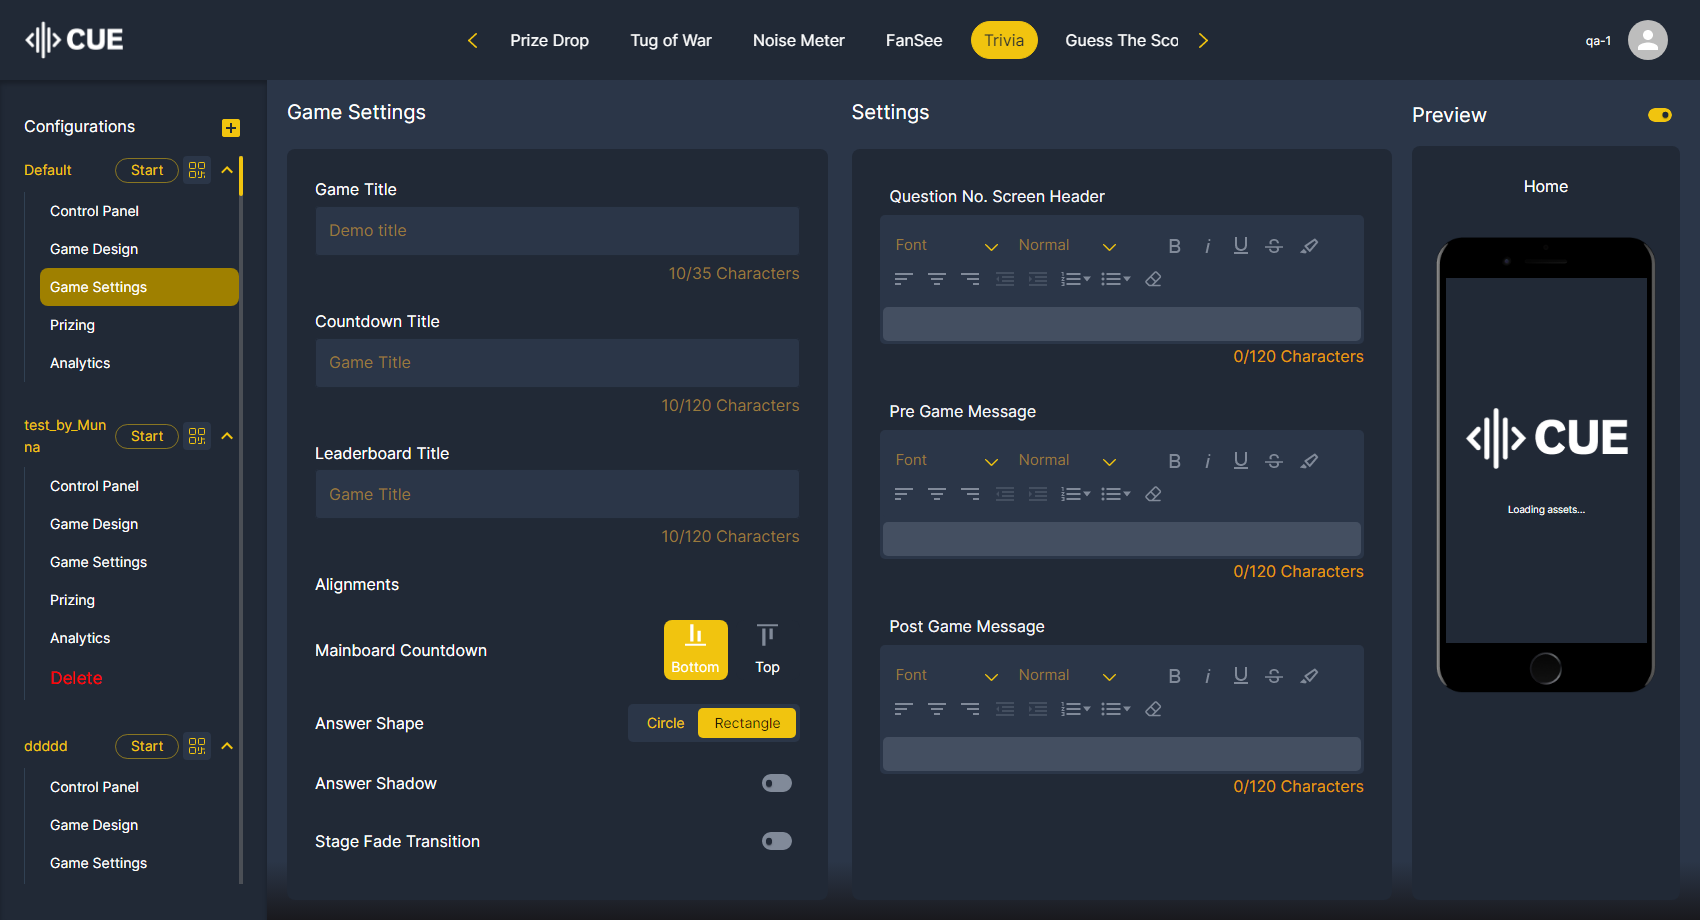 CUE
Prize Drop
Tug of War
Noise Meter
FanSee
Trivia
Guess The Sco
qa-1
Configurations
Default
Start
Control Panel
Game Design
Game Settings
Prizing
Analytics
test_by_Mun
na
Start
Control Panel
Game Design
Game Settings
Prizing
Analytics
Delete
ddddd
Start
Control Panel
Game Design
Game Settings
Game Settings
Game Title
Demo title
10/35 Characters
Countdown Title
Game Title
10/120 Characters
Leaderboard Title
Game Title
10/120 Characters
Alignments
Mainboard Countdown
Bottom
Top
Answer Shape
Circle
Rectangle
Answer Shadow
Stage Fade Transition
Settings
Question No. Screen Header
Font
Normal
0/120 Characters
Pre Game Message
Font
Normal
0/120 Characters
Post Game Message
Font
Normal
0/120 Characters
Preview
Home
CUE
Loading assets...